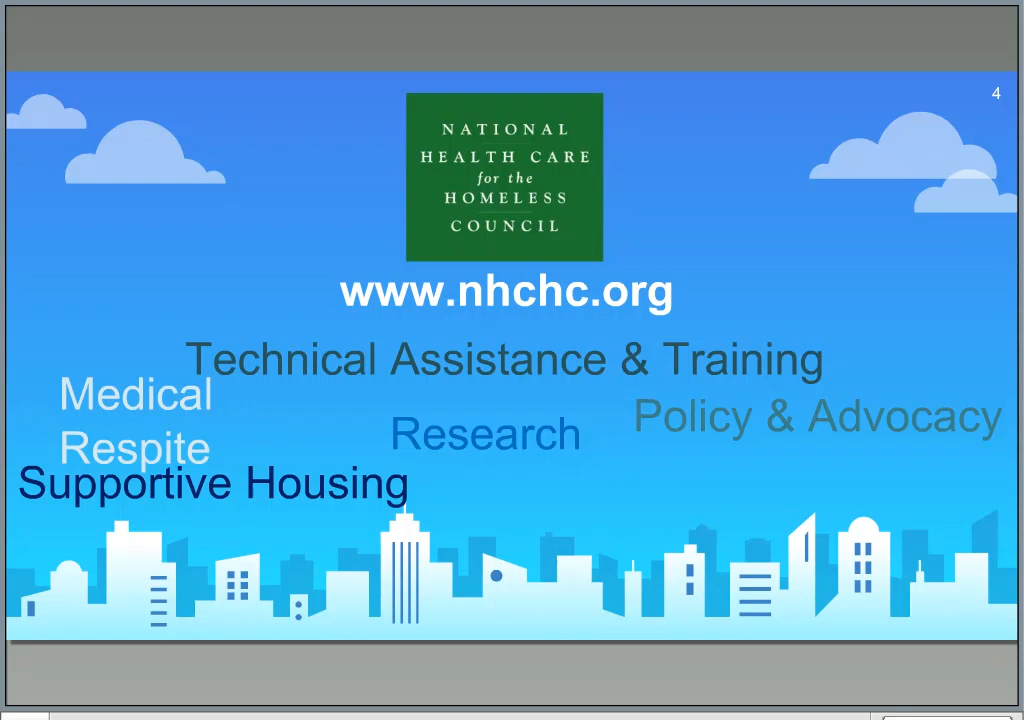 4
NATIONAL
HEALTH CARE
for the
HOMELESS
COUNCIL
www.nhchc.org
Technical Assistance & Training
Medical
Respite
Research
Policy & Advocacy
Supportive Housing